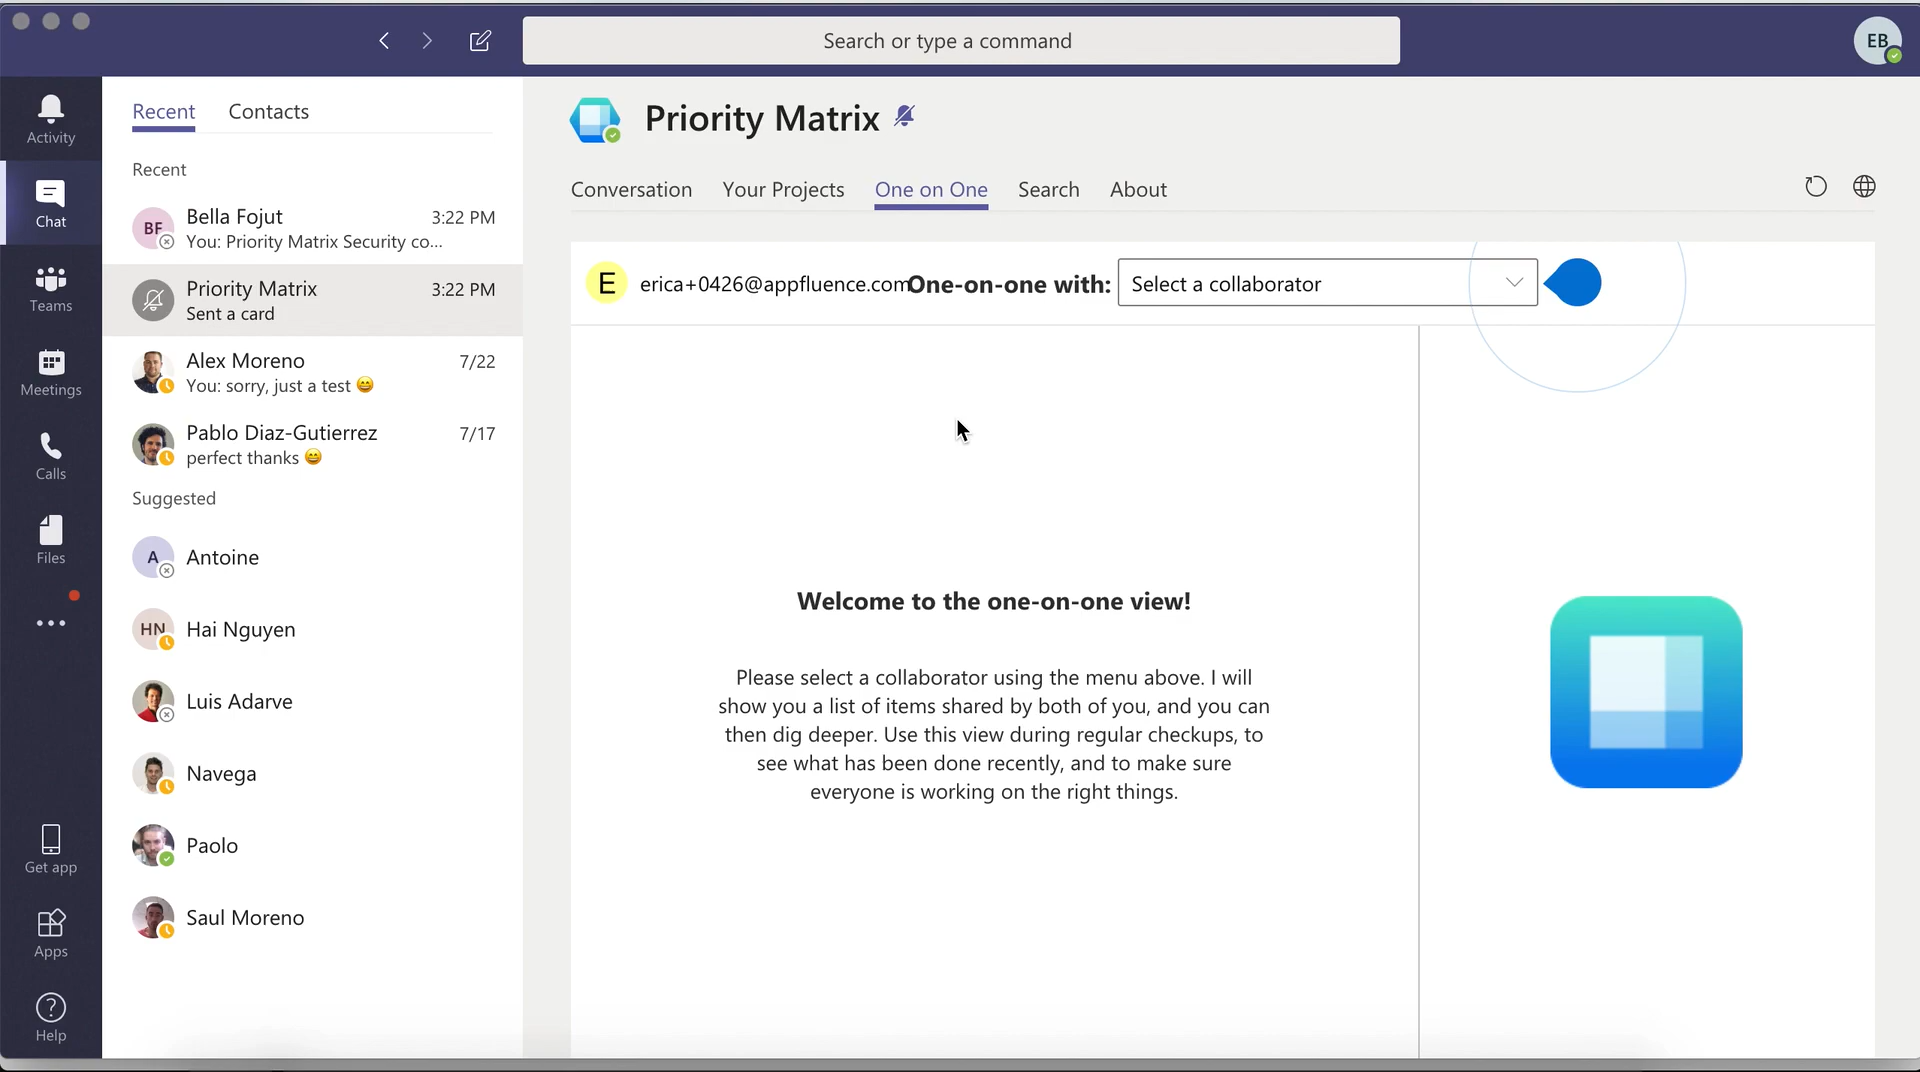 Search or type a command
EB
Activity
Chat
Teams
Meetings
Calls
Files
Get app
Apps
Help
Recent Contacts
Recent
BF
Bella Fojut 3:22 PM
You: Priority Matrix Security co...
Priority Matrix 3:22 PM
Sent a card
Alex Moreno 7/22
You: sorry, just a test 😄
Pablo Diaz-Gutierrez 7/17
perfect thanks 😄
Suggested
A Antoine
HN Hai Nguyen
Luis Adarve
Navega
Paolo
Saul Moreno
Priority Matrix
Conversation Your Projects One on One Search About
E erica+0426@appfluence.com One-on-one with: Select a collaborator
Welcome to the one-on-one view!
Please select a collaborator using the menu above. I will
show you a list of items shared by both of you, and you can
then dig deeper. Use this view during regular checkups, to
see what has been done recently, and to make sure
everyone is working on the right things.